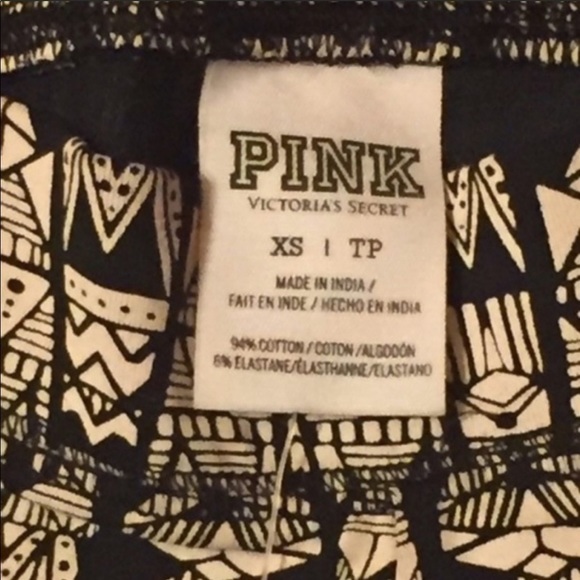 PINK
VICTORIA'S SECRET
XS | TP
MADE IN INDIA /
FAIT EN INDE / HECHO EN INDIA
94% COTTON / COTON / ALGODÓN
6% ELASTANE/ÉLASTHANNE/ELASTANO